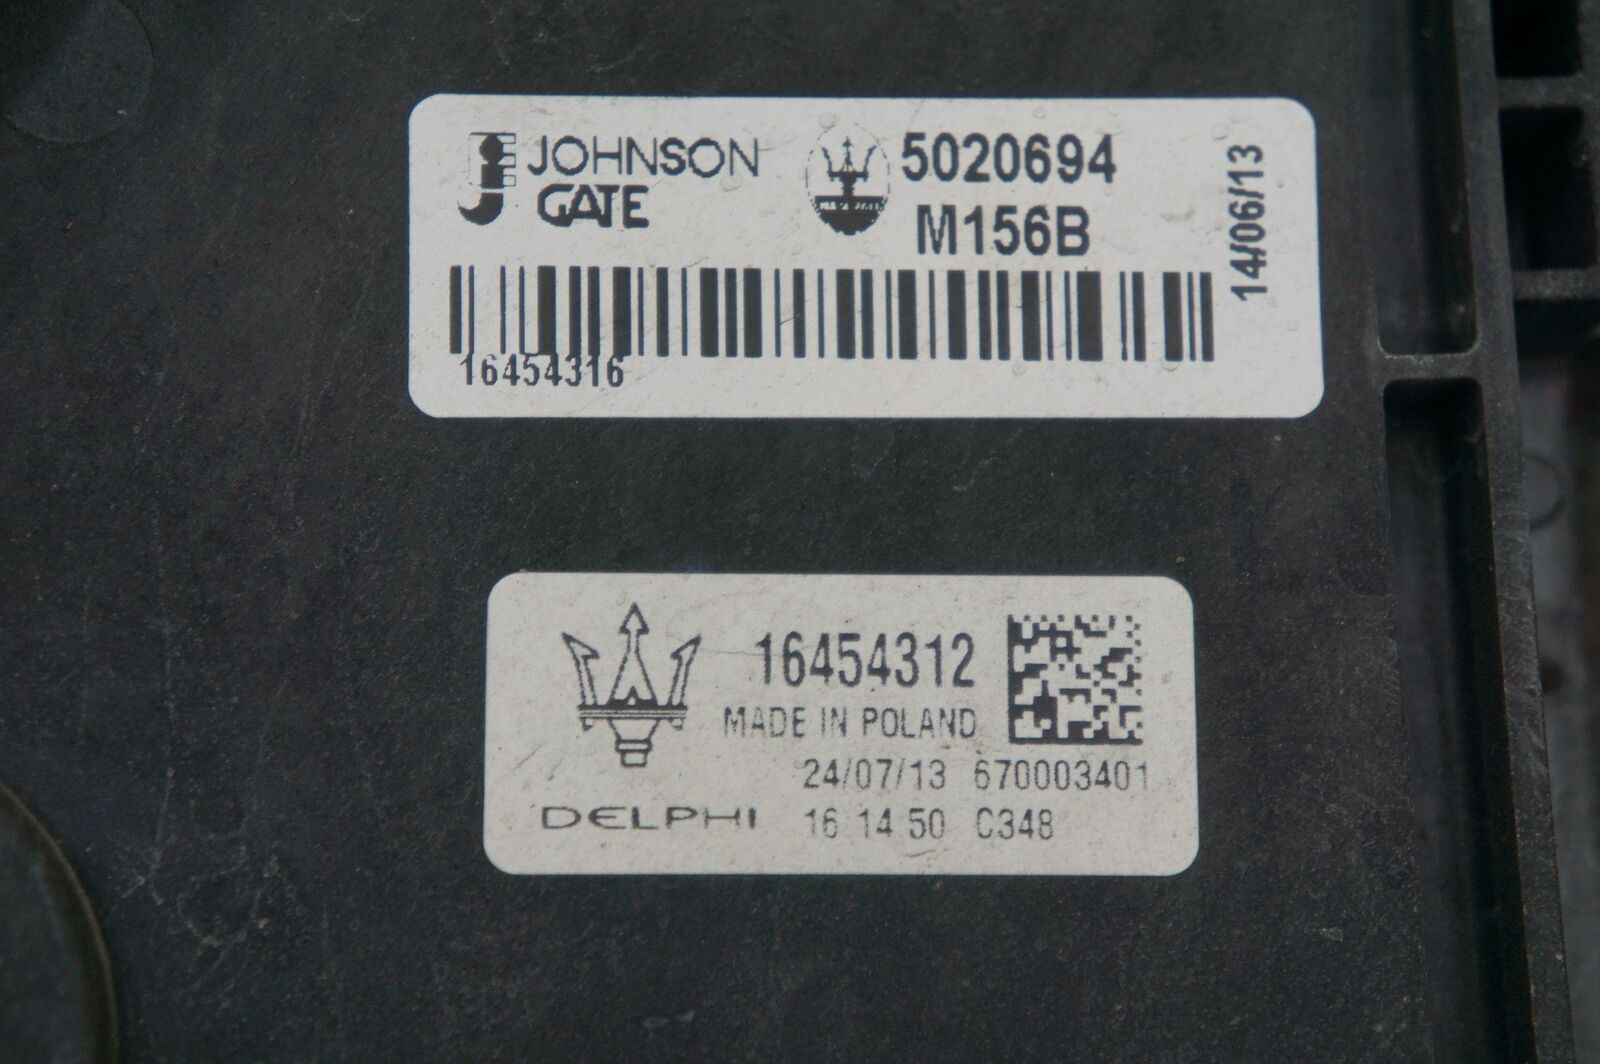 JOHNSON
GATE
5020694
M156B
14/06/13
16454316
16454312
MADE IN POLAND
24/07/13 670003401
DELPHI 16 14 50 C348